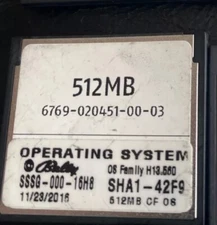 512MB
6769-020451-00-03
OPERATING SYSTEM
Bally OS Family H13.560
SSSG-000-16H8 SHA1-42F9
11/23/2016 512MB CF OS